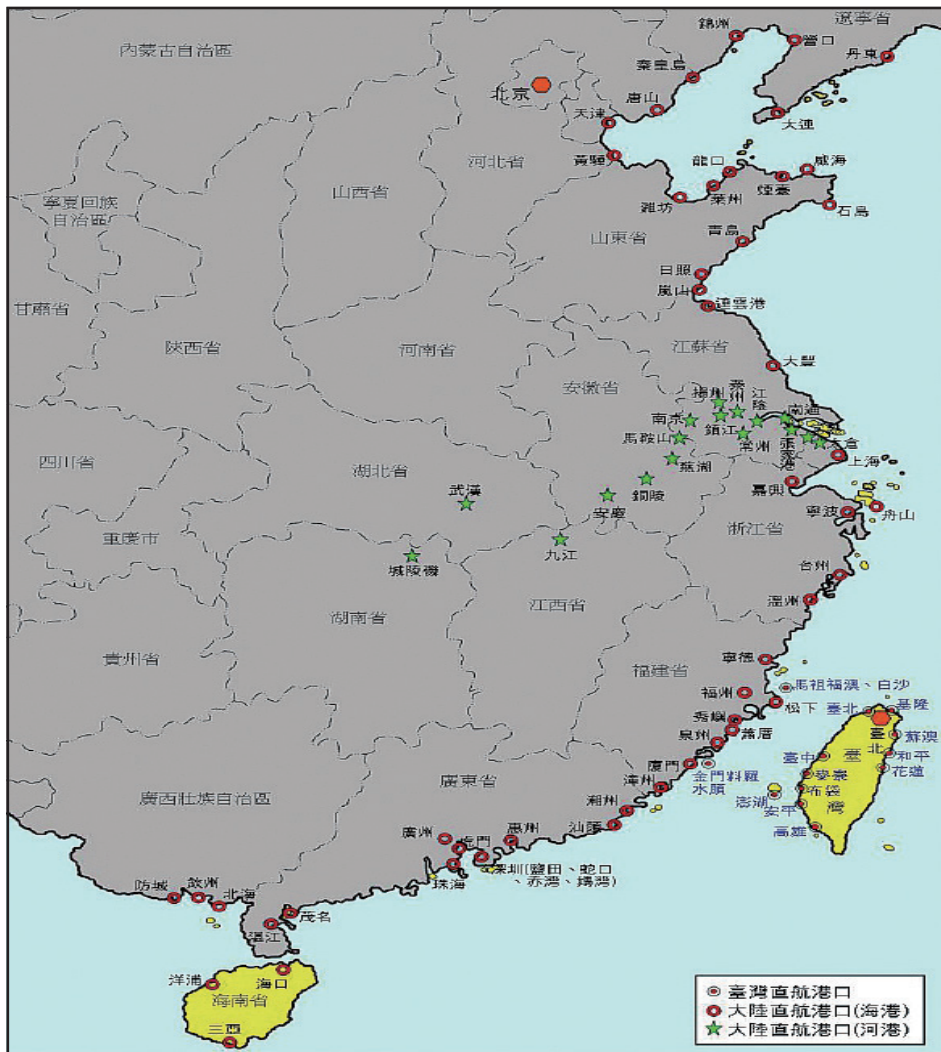 錦州
遼寧省
營口
丹東
內蒙古自治區
秦皇島
北京
唐山
天津
大連
黃驊
河北省
龍口
威海
山西省
萊州
煙臺
濰坊
石島
寧夏回族
自治區
山東省
青島
日照
嵐山
連雲港
甘肅省
陝西省
河南省
江蘇省
大豐
安徽省
揚州
泰州
江陰
南通
南京
鎮江
馬鞍山
常州
張家港
太倉
上海
四川省
蕪湖
湖北省
武漢
銅陵
嘉興
安慶
寧波
舟山
重慶市
浙江省
九江
城陵磯
台州
湖南省
江西省
溫州
貴州省
寧德
福建省
馬祖福澳、白沙
福州
松下
臺北
基隆
秀嶼
臺北
蘇澳
泉州
蕭厝
臺中
臺灣
和平
花蓮
廈門
金門料羅
水頭
麥寮
廣東省
漳州
布袋
澎湖
安平
廣西壯族自治區
潮州
汕頭
高雄
廣州
虎門
惠州
珠海
深圳(鹽田、蛇口
、赤灣、媽灣)
防城
欽州
北海
茂名
湛江
洋浦
海口
海南省
三亞
臺灣直航港口
大陸直航港口(海港)
大陸直航港口(河港)